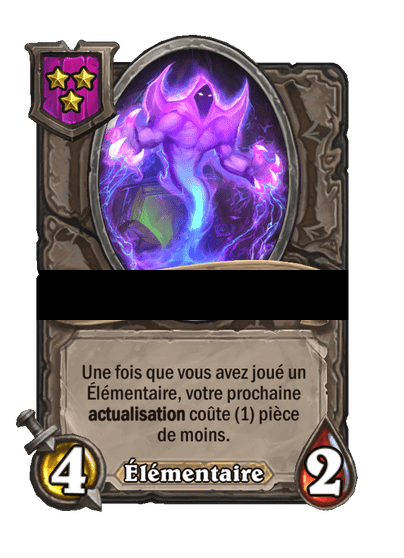 Une fois que vous avez joué un
Élémentaire, votre prochaine
actualisation coûte (1) pièce
de moins.
4
Élémentaire
2